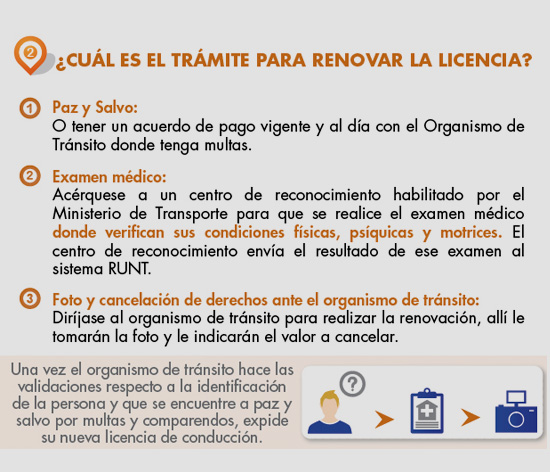 2 ¿CUÁL ES EL TRÁMITE PARA RENOVAR LA LICENCIA?
1 Paz y Salvo:
O tener un acuerdo de pago vigente y al día con el Organismo de
Tránsito donde tenga multas.
2 Examen médico:
Acérquese a un centro de reconocimiento habilitado por el
Ministerio de Transporte para que se realice el examen médico
donde verifican sus condiciones físicas, psíquicas y motrices. El
centro de reconocimiento envía el resultado de ese examen al
sistema RUNT.
3 Foto y cancelación de derechos ante el organismo de tránsito:
Diríjase al organismo de tránsito para realizar la renovación, allí le
tomarán la foto y le indicarán el valor a cancelar.
Una vez el organismo de tránsito hace las
validaciones respecto a la identificación
de la persona y que se encuentre a paz y
salvo por multas y comparendos, expide
su nueva licencia de conducción.
?